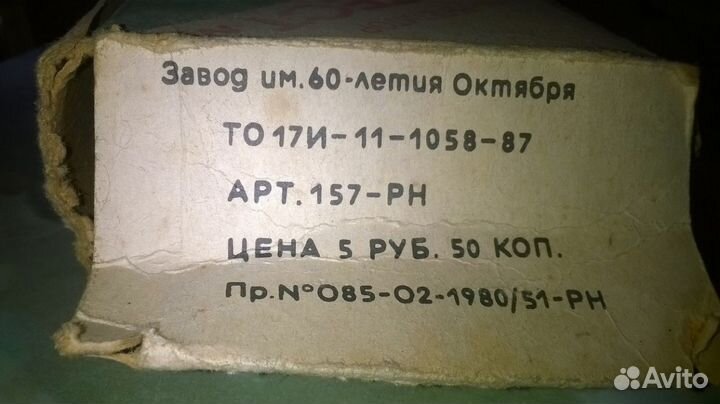 Завод им. 60-летия Октября
ТО 17И-11-1058-87
АРТ. 157-РН
ЦЕНА 5 РУБ. 50 КОП.
Пр. № 085-02-1980/51-РН
Avito